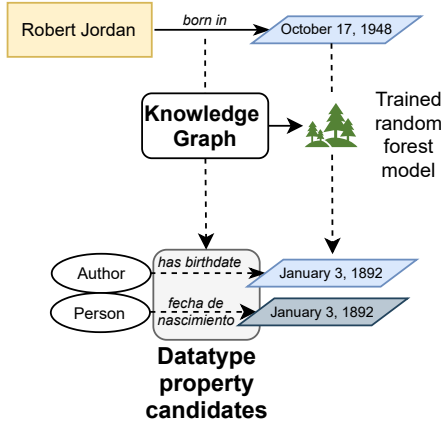 Robert Jordan
born in
October 17, 1948
Knowledge
Graph
Trained
random
forest
model
Author
has birthdate
January 3, 1892
Person
fecha de
nascimiento
January 3, 1892
Datatype
property
candidates